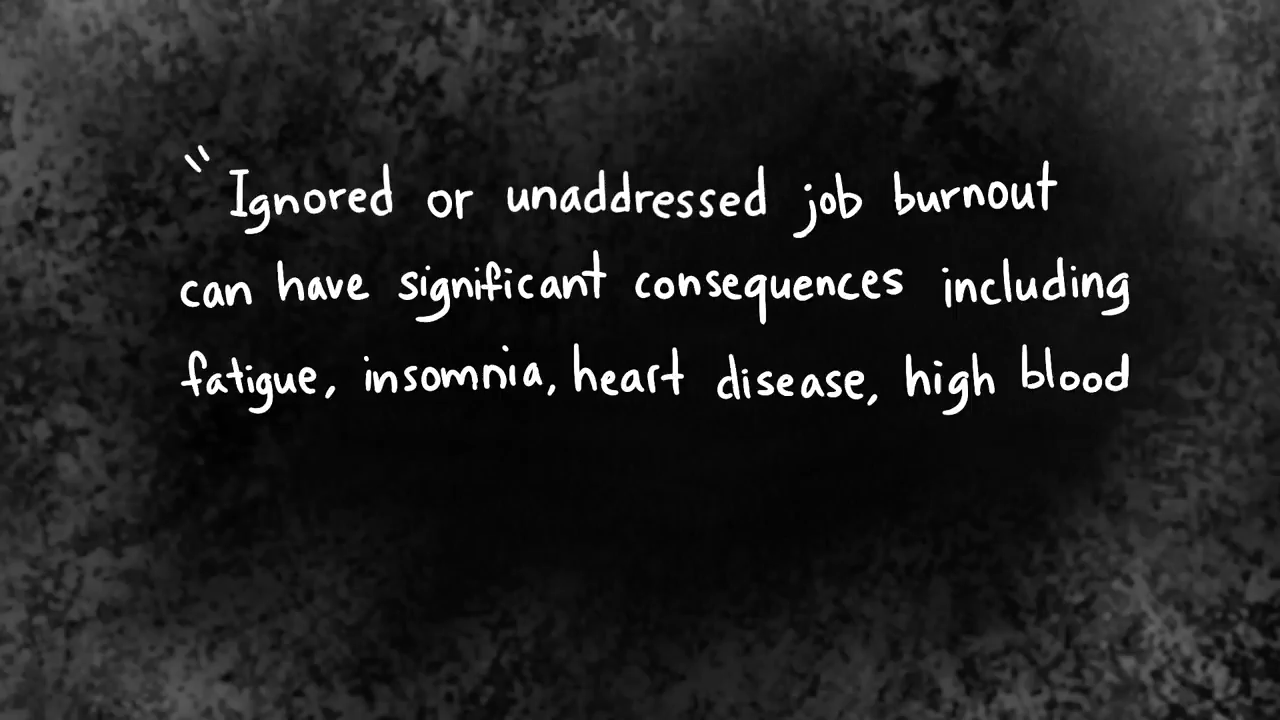 "Ignored or unaddressed job burnout
can have significant consequences including
fatigue, insomnia, heart disease, high blood